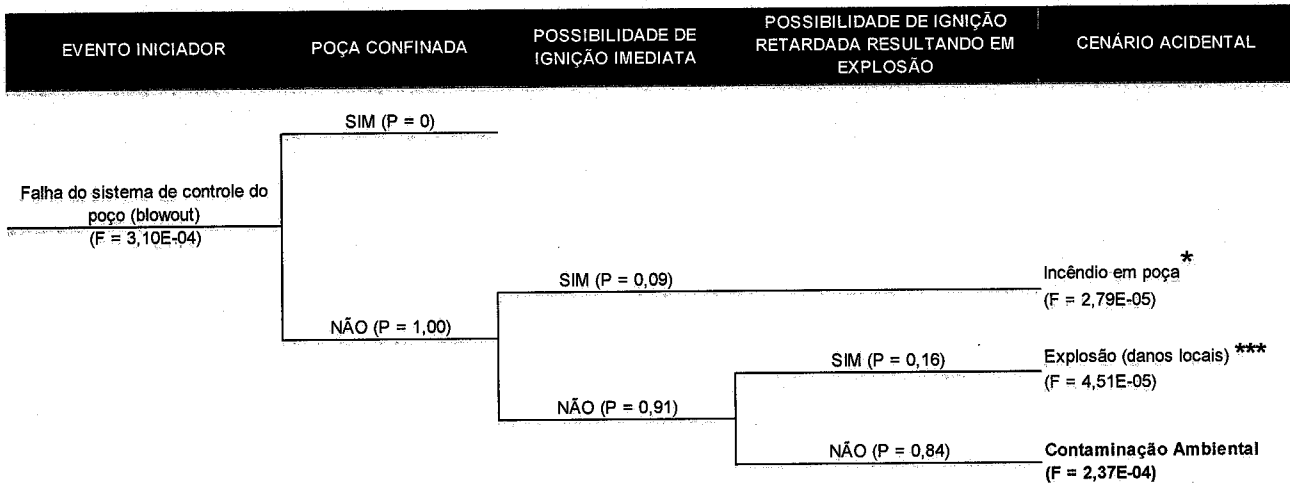 EVENTO INICIADOR
POÇA CONFINADA
POSSIBILIDADE DE
IGNIÇÃO IMEDIATA
POSSIBILIDADE DE IGNIÇÃO
RETARDADA RESULTANDO EM
EXPLOSÃO
CENÁRIO ACIDENTAL
SIM (P = 0)
Falha do sistema de controle do
poço (blowout)
(F = 3,10E-04)
SIM (P = 0,09)
Incêndio em poça *
(F = 2,79E-05)
NÃO (P = 1,00)
SIM (P = 0,16)
Explosão (danos locais) ***
(F = 4,51E-05)
NÃO (P = 0,91)
NÃO (P = 0,84)
Contaminação Ambiental
(F = 2,37E-04)